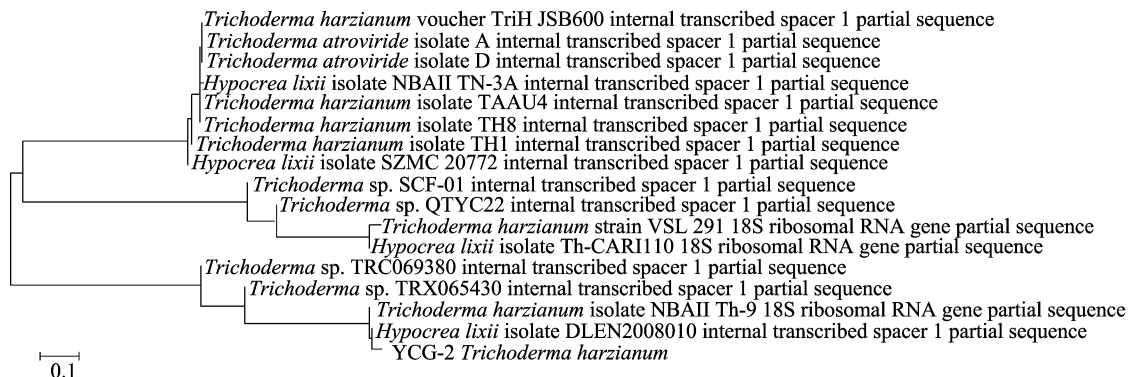 Trichoderma harzianum voucher TriH JSB600 internal transcribed spacer 1 partial sequence
Trichoderma atroviride isolate A internal transcribed spacer 1 partial sequence
Trichoderma atroviride isolate D internal transcribed spacer 1 partial sequence
Hypocrea lixii isolate NBAII TN-3A internal transcribed spacer 1 partial sequence
Trichoderma harzianum isolate TAAU4 internal transcribed spacer 1 partial sequence
Trichoderma harzianum isolate TH8 internal transcribed spacer 1 partial sequence
Trichoderma harzianum isolate TH1 internal transcribed spacer 1 partial sequence
Hypocrea lixii isolate SZMC 20772 internal transcribed spacer 1 partial sequence
Trichoderma sp. SCF-01 internal transcribed spacer 1 partial sequence
Trichoderma sp. QTYC22 internal transcribed spacer 1 partial sequence
Trichoderma harzianum strain VSL 291 18S ribosomal RNA gene partial sequence
Hypocrea lixii isolate Th-CARI110 18S ribosomal RNA gene partial sequence
Trichoderma sp. TRC069380 internal transcribed spacer 1 partial sequence
Trichoderma sp. TRX065430 internal transcribed spacer 1 partial sequence
Trichoderma harzianum isolate NBAII Th-9 18S ribosomal RNA gene partial sequence
Hypocrea lixii isolate DLEN2008010 internal transcribed spacer 1 partial sequence
YCG-2 Trichoderma harzianum
0.1